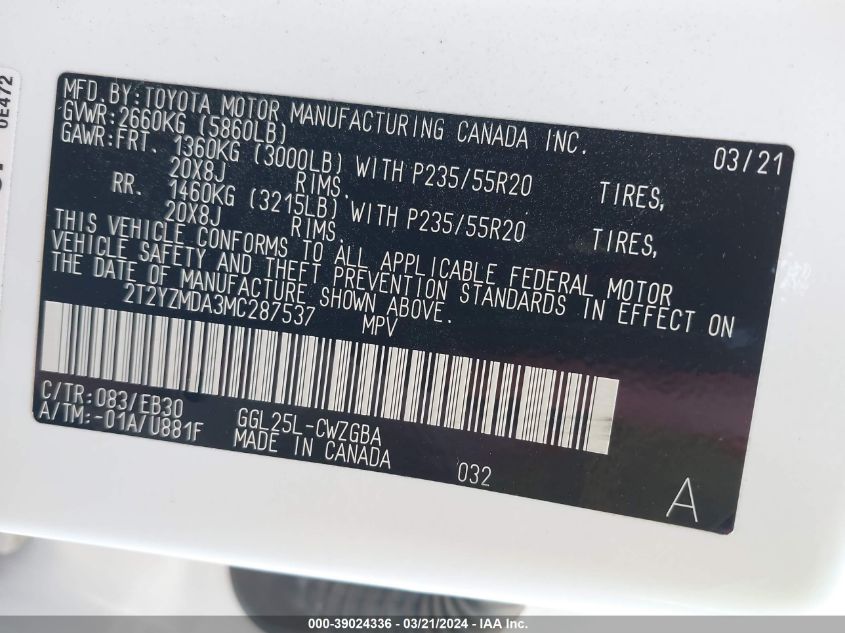 0E472
MFD. BY: TOYOTA MOTOR MANUFACTURING CANADA INC. 03/21
GVWR: 2660KG (5860LB)
GAWR: FRT. 1360KG (3000LB) WITH P235/55R20 TIRES,
20X8J RIMS.
RR. 1460KG (3215LB) WITH P235/55R20 TIRES,
20X8J RIMS.
THIS VEHICLE CONFORMS TO ALL APPLICABLE FEDERAL MOTOR
VEHICLE SAFETY AND THEFT PREVENTION STANDARDS IN EFFECT ON
THE DATE OF MANUFACTURE SHOWN ABOVE.
2T2YZMDA3MC287537 MPV
C/TR: 083/EB30
A/TM: -01A/U881F GGL25L-CWZGBA
MADE IN CANADA 032
A
000-39024336 / 03/21/2024 - IAA Inc.